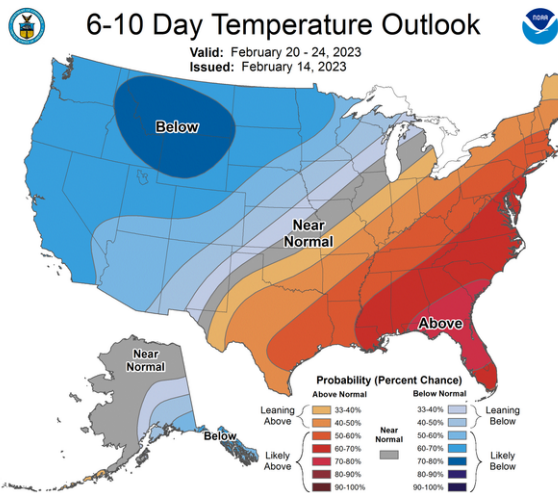 6-10 Day Temperature Outlook
Valid: February 20 - 24, 2023
Issued: February 14, 2023
NOAA
Below
Near
Normal
Above
Near
Normal
Below
Probability (Percent Chance)
Above Normal
Below Normal
Leaning
Above
33-40%
40-50%
Likely
Above
50-60%
60-70%
70-80%
80-90%
90-100%
Near
Normal
33-40%
40-50%
Leaning
Below
50-60%
60-70%
70-80%
80-90%
90-100%
Likely
Below